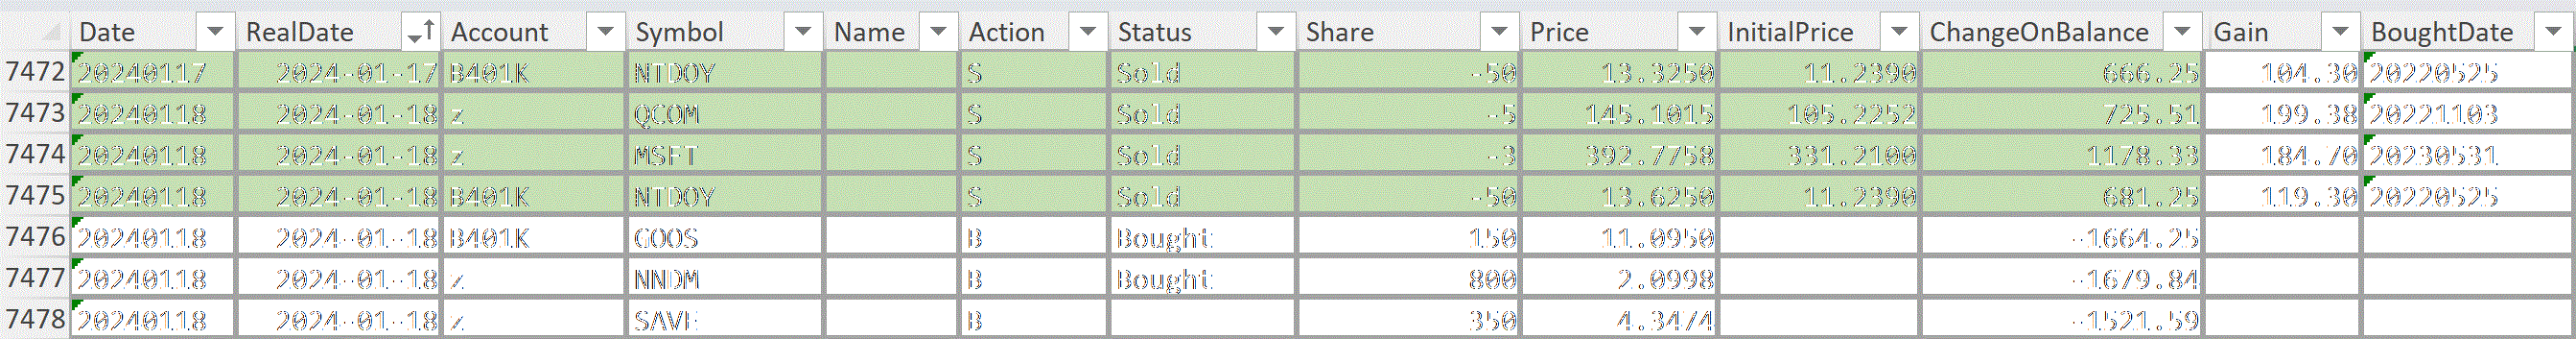 Date RealDate Account Symbol Name Action Status Share Price InitialPrice ChangeOnBalance Gain BoughtDate
7472 20240117 2024-01-17 B401K NTDOY S Sold -50 13.3250 11.2390 666.25 104.30 20220525
7473 20240118 2024-01-18 z QCOM S Sold -5 145.1015 105.2252 725.51 199.38 20221103
7474 20240118 2024-01-18 z MSFT S Sold -3 392.7758 331.2100 1178.33 184.70 20230531
7475 20240118 2024-01-18 B401K NTDOY S Sold -50 13.6250 11.2390 681.25 119.30 20220525
7476 20240118 2024-01-18 B401K GOOS B Bought 150 11.0950 -1664.25
7477 20240118 2024-01-18 z NNDM B Bought 800 2.0998 -1679.84
7478 20240118 2024-01-18 z SAVE B 350 4.3474 -1521.59